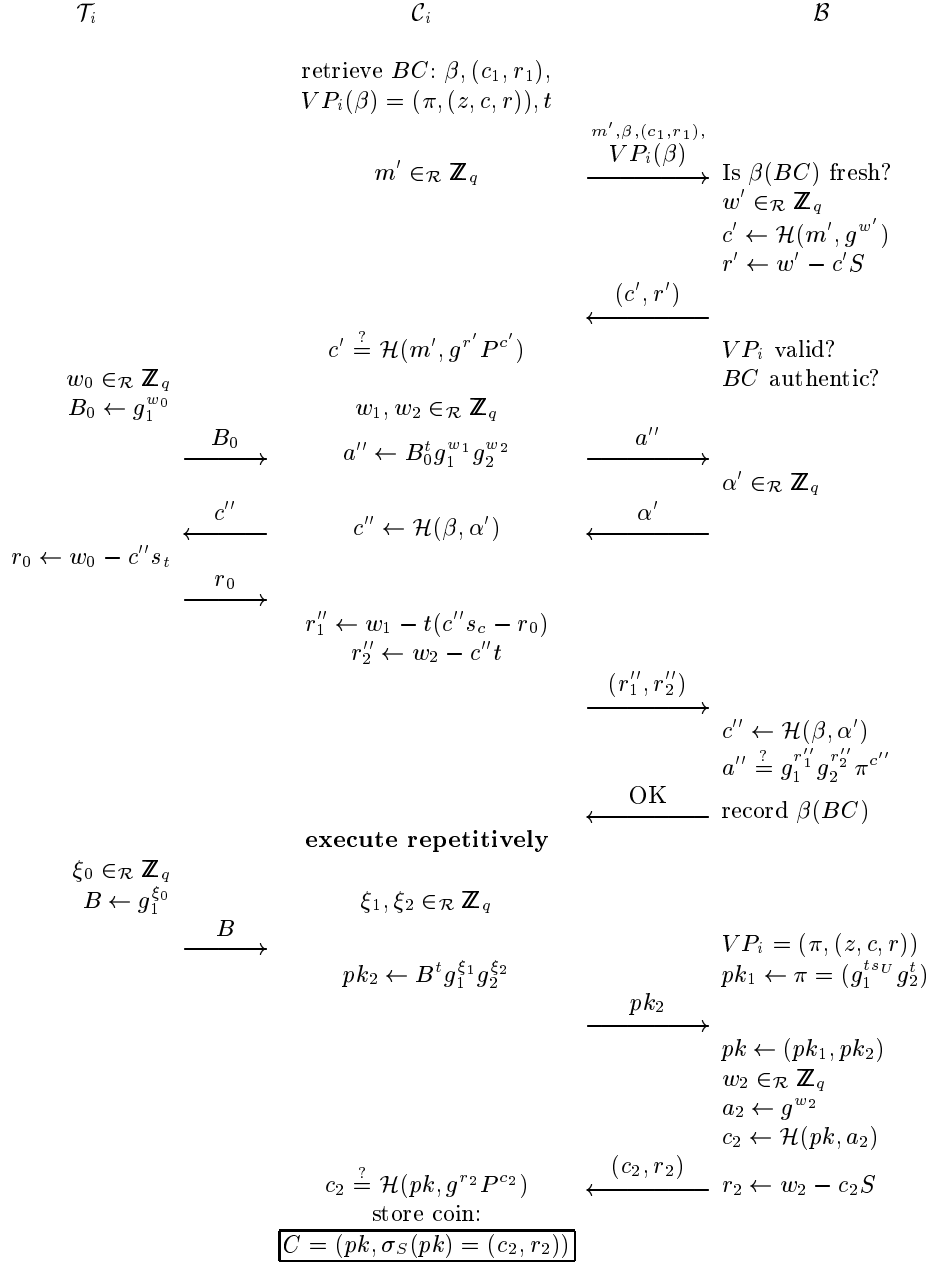 𝒯_i 𝒞_i ℬ
retrieve BC: β, (c_1, r_1),
VP_i(β) = (π, (z, c, r)), t
m′,β,(c_1,r_1),
VP_i(β)
m′ ∈_ℛ ℤ_q Is β(BC) fresh?
w′ ∈_ℛ ℤ_q
c′ ← ℋ(m′, g^{w′})
r′ ← w′ − c′S
(c′, r′)
c′ ≟ ℋ(m′, g^{r′} P^{c′}) VP_i valid?
w_0 ∈_ℛ ℤ_q BC authentic?
B_0 ← g_1^{w_0} w_1, w_2 ∈_ℛ ℤ_q
B_0 a″ ← B_0^t g_1^{w_1} g_2^{w_2} a″
α′ ∈_ℛ ℤ_q
c″ c″ ← ℋ(β, α′) α′
r_0 ← w_0 − c″s_t
r_0
r_1″ ← w_1 − t(c″s_c − r_0)
r_2″ ← w_2 − c″t
(r_1″, r_2″)
c″ ← ℋ(β, α′)
a″ ≟ g_1^{r_1″} g_2^{r_2″} π^{c″}
OK record β(BC)
execute repetitively
ξ_0 ∈_ℛ ℤ_q
B ← g_1^{ξ_0} ξ_1, ξ_2 ∈_ℛ ℤ_q
B VP_i = (π, (z, c, r))
pk_2 ← B^t g_1^{ξ_1} g_2^{ξ_2} pk_1 ← π = (g_1^{ts_U} g_2^t)
pk_2
pk ← (pk_1, pk_2)
w_2 ∈_ℛ ℤ_q
a_2 ← g^{w_2}
c_2 ← ℋ(pk, a_2)
c_2 ≟ ℋ(pk, g^{r_2} P^{c_2}) (c_2, r_2) r_2 ← w_2 − c_2S
store coin:
C = (pk, σ_S(pk) = (c_2, r_2))